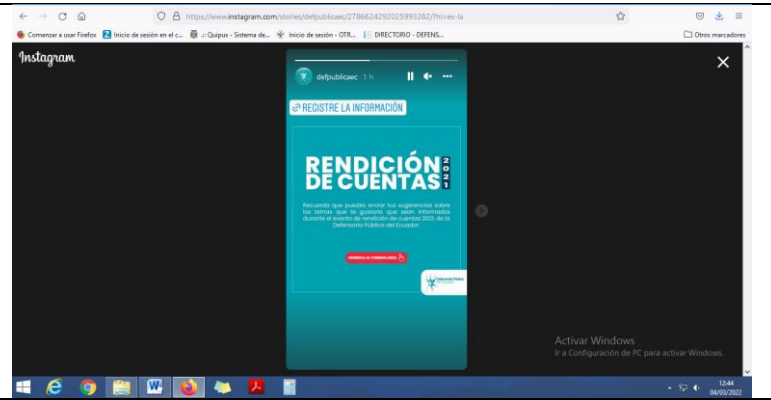 https://www.instagram.com/stories/defpublicaec/2786624292025993282/?hl=es-la
Comenzar a usar Firefox
Inicio de sesión en el c...
.:: Quipux - Sistema de...
Inicio de sesión - OTR...
DIRECTORIO - DEFENS...
Otros marcadores
Instagram
defpublicaec 1 h
REGISTRE LA INFORMACIÓN
RENDICIÓN
DE CUENTAS
2021
Recuerda que puedes enviar tus sugerencias sobre
los temas que te gustaría que sean informados
durante el evento de rendición de cuentas 2021, de la
Defensoría Pública del Ecuador.
Activar Windows
Ir a Configuración de PC para activar Windows.
12:44
04/03/2022